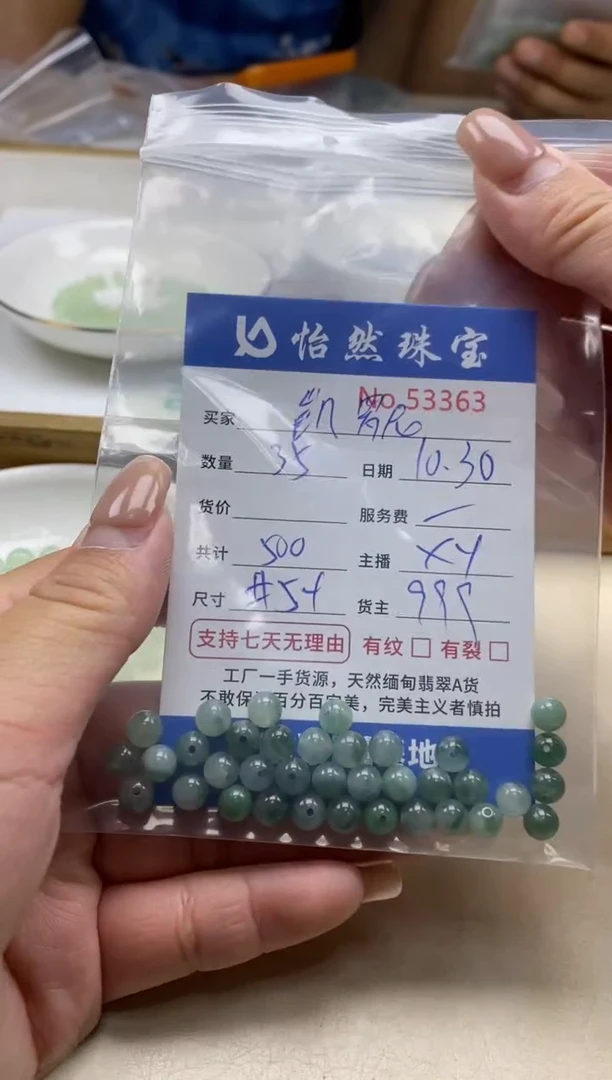 怡然珠宝
No.53363
买家 凯
数量 35 日期 10.30
货价 服务费
共计 500 主播 XY
尺寸 #54 货主 999
支持七天无理由 有纹 有裂
工厂一手货源，天然缅甸翡翠A货
不敢保 百分百完美，完美主义者慎拍
地